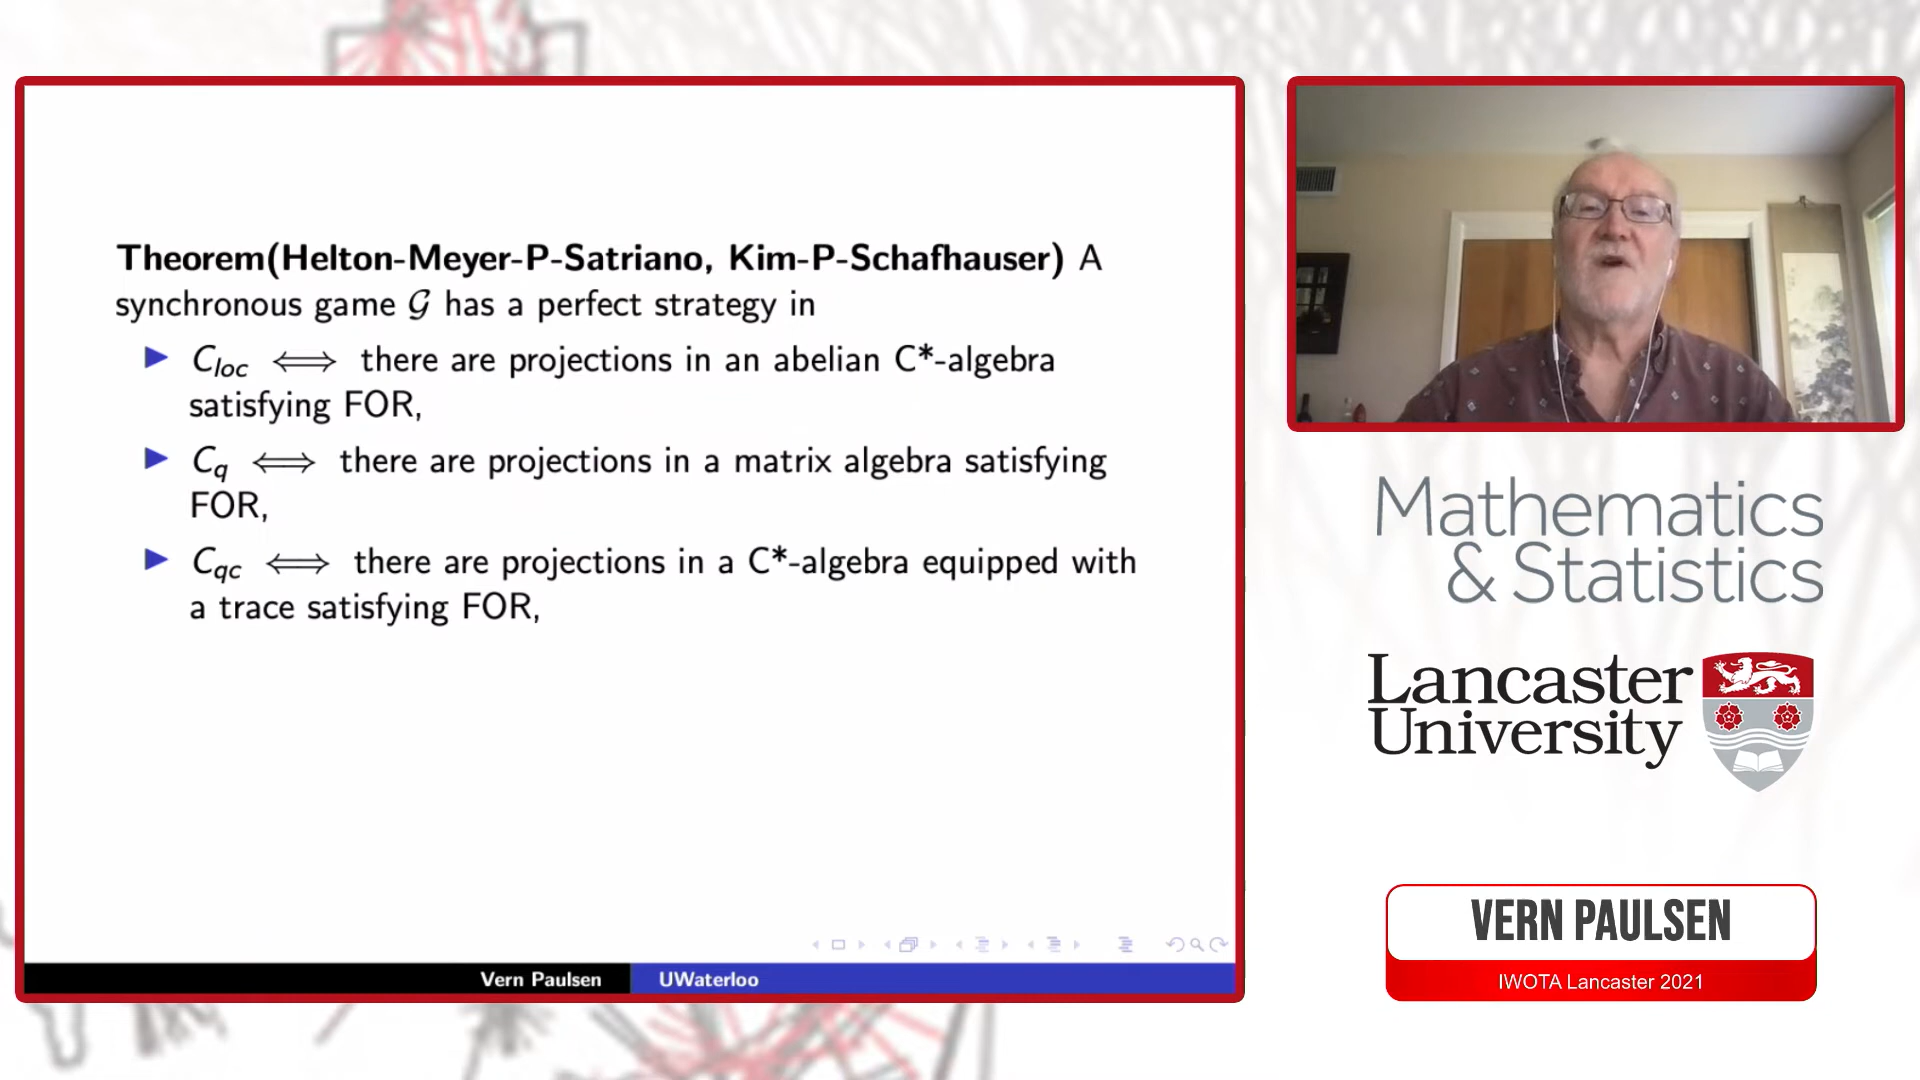 Theorem(Helton-Meyer-P-Satriano, Kim-P-Schafhauser) A
synchronous game 𝒢 has a perfect strategy in
▶ C_loc ⟺ there are projections in an abelian C*-algebra
satisfying FOR,
▶ C_q ⟺ there are projections in a matrix algebra satisfying
FOR,
▶ C_qc ⟺ there are projections in a C*-algebra equipped with
a trace satisfying FOR,
Vern Paulsen UWaterloo
Mathematics
& Statistics
Lancaster
University
VERN PAULSEN
IWOTA Lancaster 2021